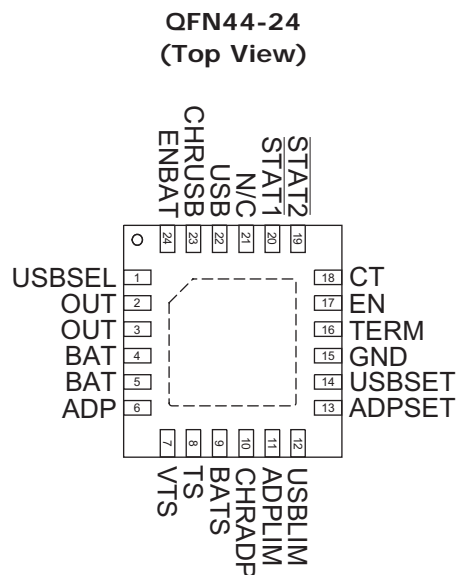 QFN44-24
(Top View)
ENBAT
CHRUSB
USB
N/C
STAT1
STAT2
24
23
22
21
20
19
USBSEL 1
OUT 2
OUT 3
BAT 4
BAT 5
ADP 6
18 CT
17 EN
16 TERM
15 GND
14 USBSET
13 ADPSET
7
8
9
10
11
12
VTS
TS
BATS
CHRADP
ADPLIM
USBLIM